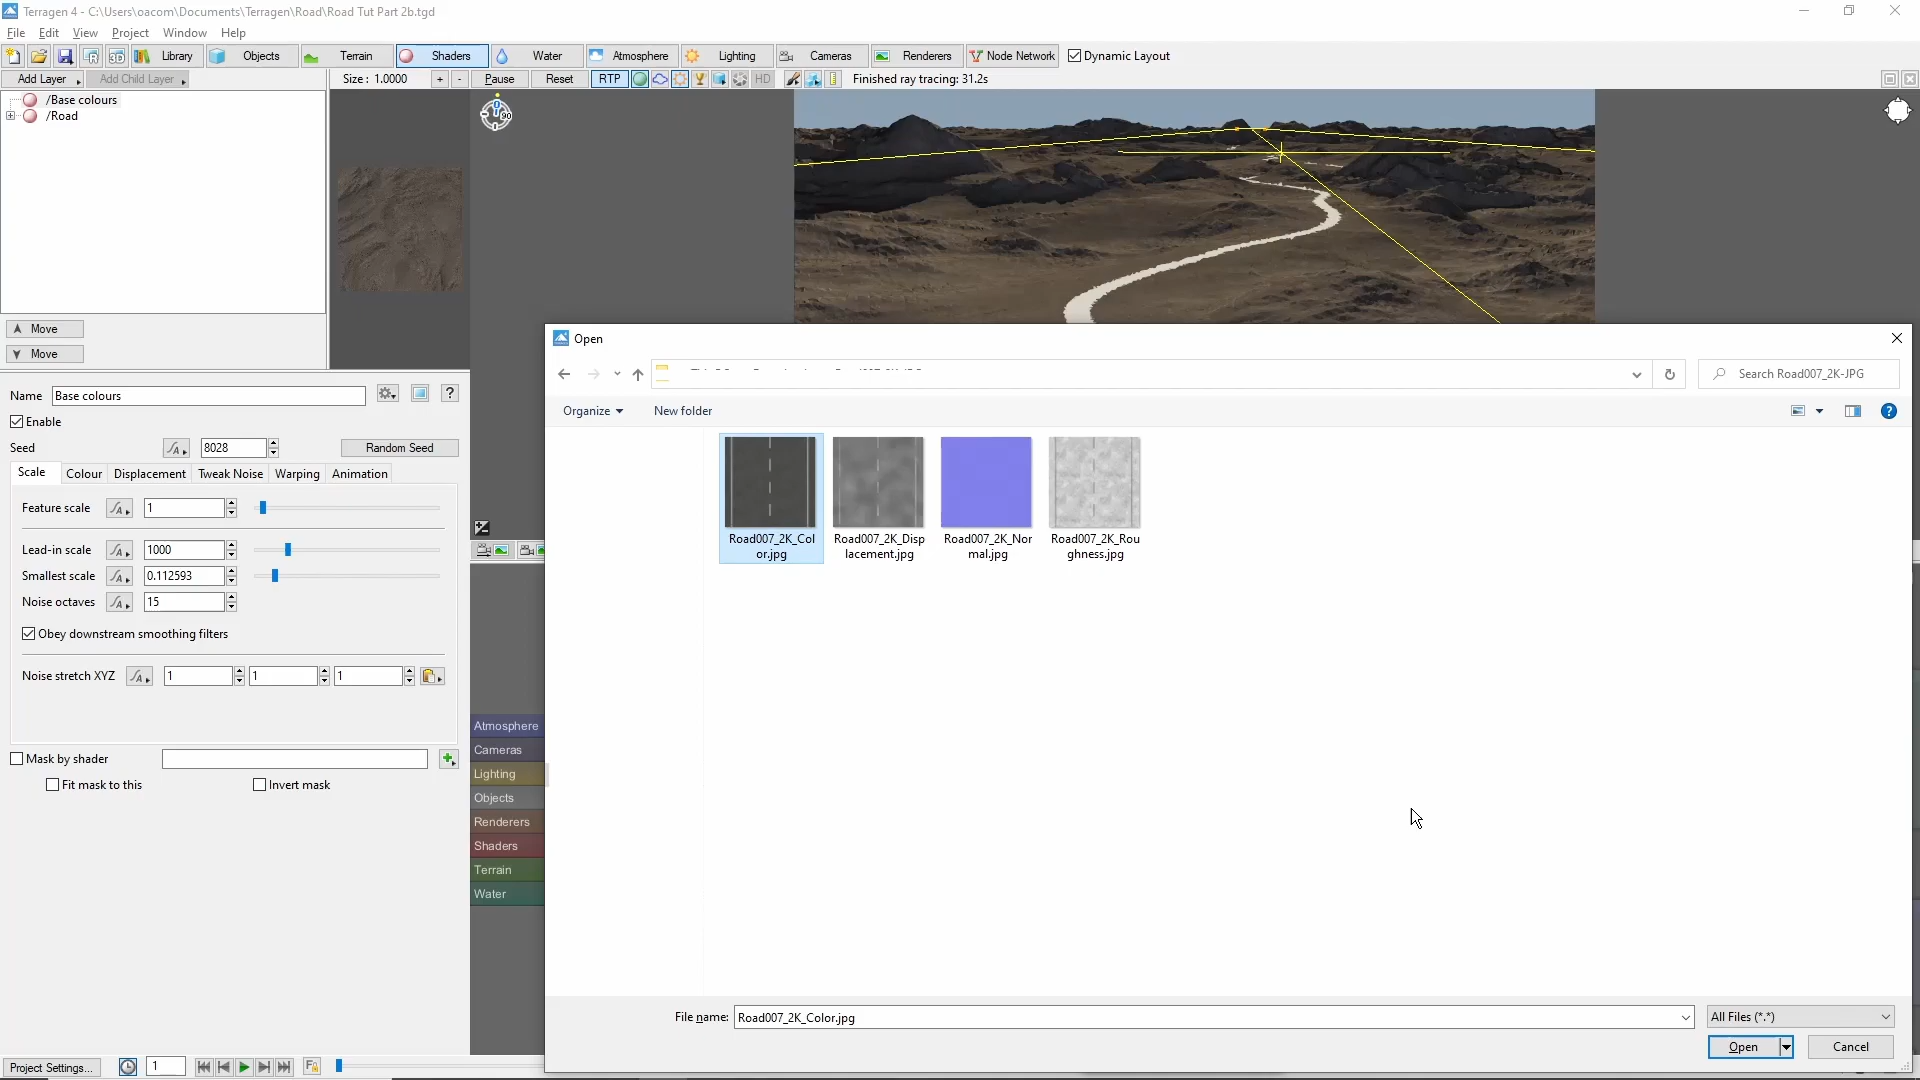 Terragen 4 - C:\Users\oacom\Documents\Terragen\Road\Road Tut Part 2b.tgd
File Edit View Project Window Help
Library Objects Terrain Shaders Water Atmosphere Lighting Cameras Renderers Node Network Dynamic Layout
Add Layer Add Child Layer Size : 1.0000 + - Pause Reset RTP HD Finished ray tracing: 31.2s
/Base colours
/Road
Move
Move
Name Base colours
Enable
Seed 8028 Random Seed
Scale Colour Displacement Tweak Noise Warping Animation
Feature scale 1
Lead-in scale 1000
Smallest scale 0.112593
Noise octaves 15
Obey downstream smoothing filters
Noise stretch XYZ 1 1 1
Mask by shader
Fit mask to this Invert mask
Project Settings... 1
Atmosphere
Cameras
Lighting
Objects
Renderers
Shaders
Terrain
Water
Open
Search Road007_2K-JPG
Organize New folder
Road007_2K_Col
or.jpg
Road007_2K_Disp
lacement.jpg
Road007_2K_Nor
mal.jpg
Road007_2K_Rou
ghness.jpg
File name: Road007_2K_Color.jpg All Files (*.*)
Open Cancel